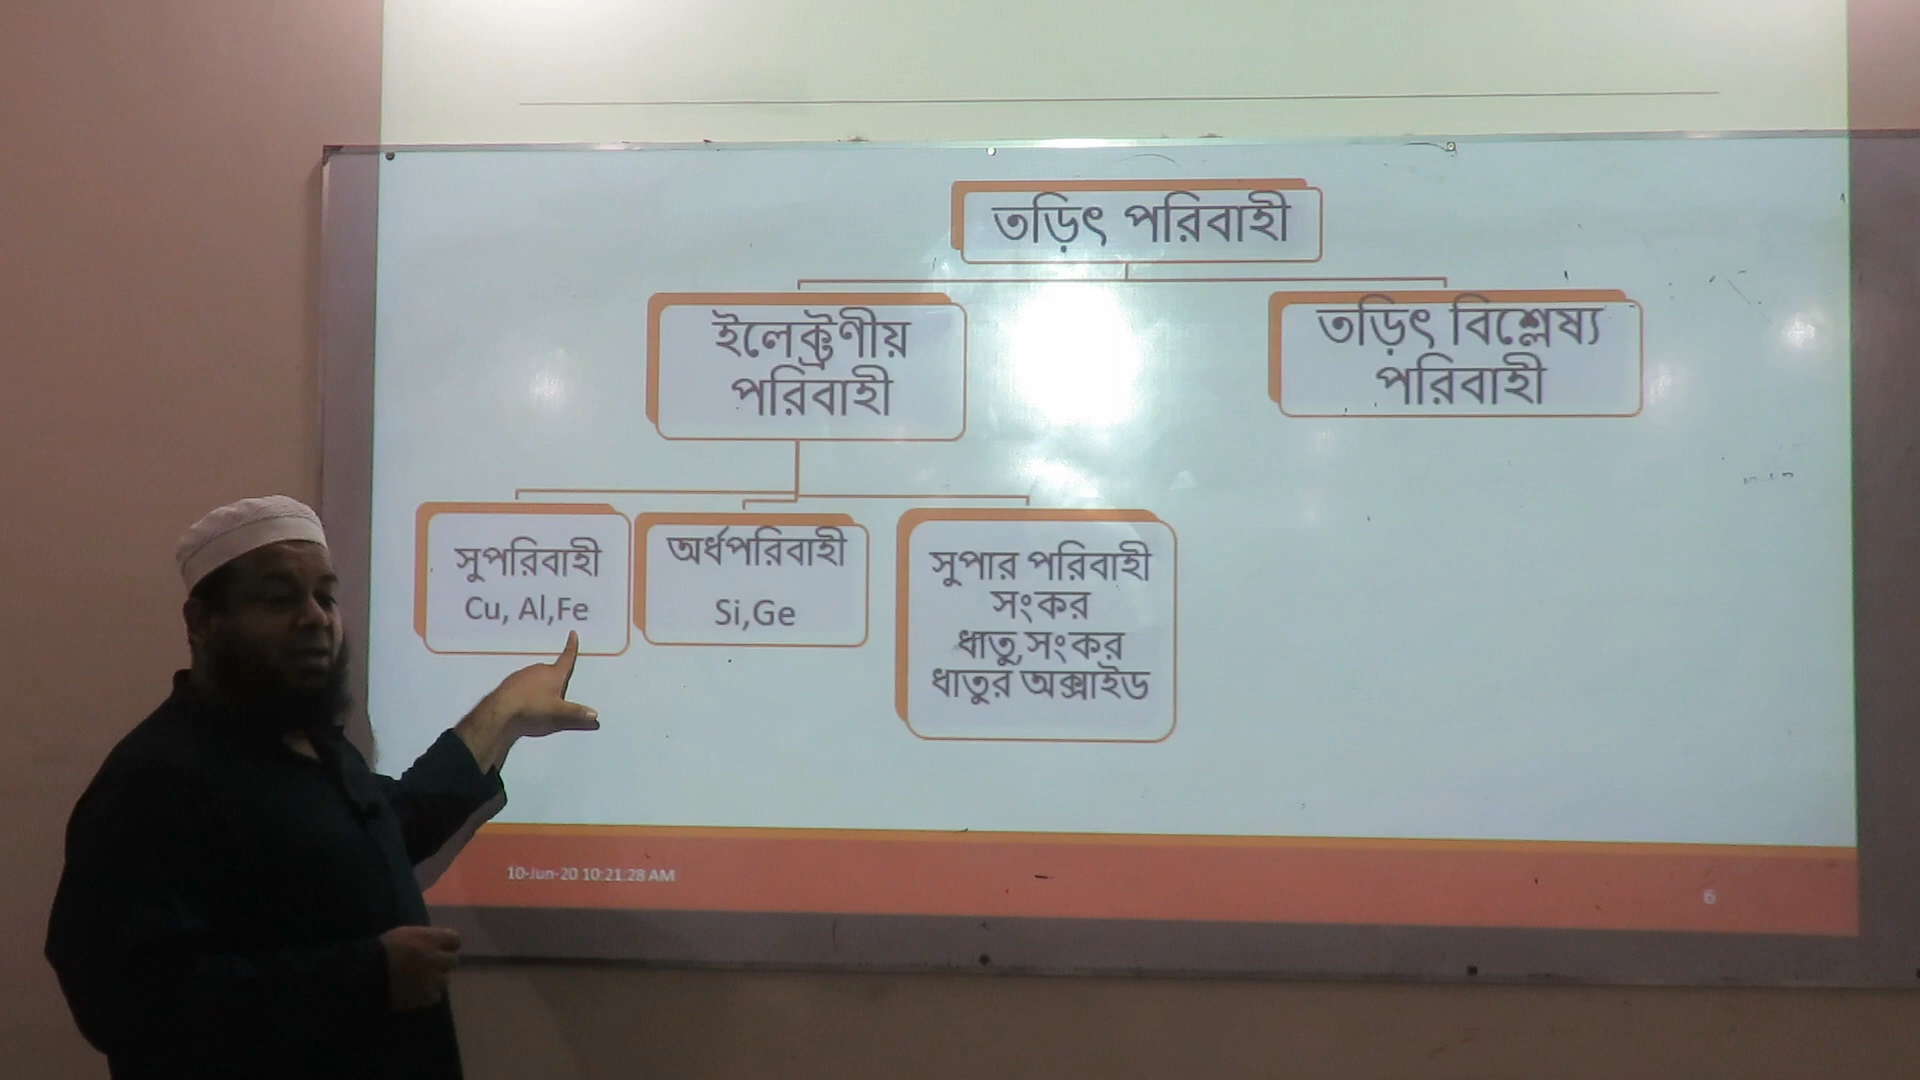 তড়িৎ পরিবাহী
ইলেক্ট্রণীয়
পরিবাহী
তড়িৎ বিশ্লেষ্য
পরিবাহী
সুপরিবাহী
Cu, Al,Fe
অর্ধপরিবাহী
Si,Ge
সুপার পরিবাহী
সংকর
ধাতু,সংকর
ধাতুর অক্সাইড
10-Jun-20 10:21:28 AM
6